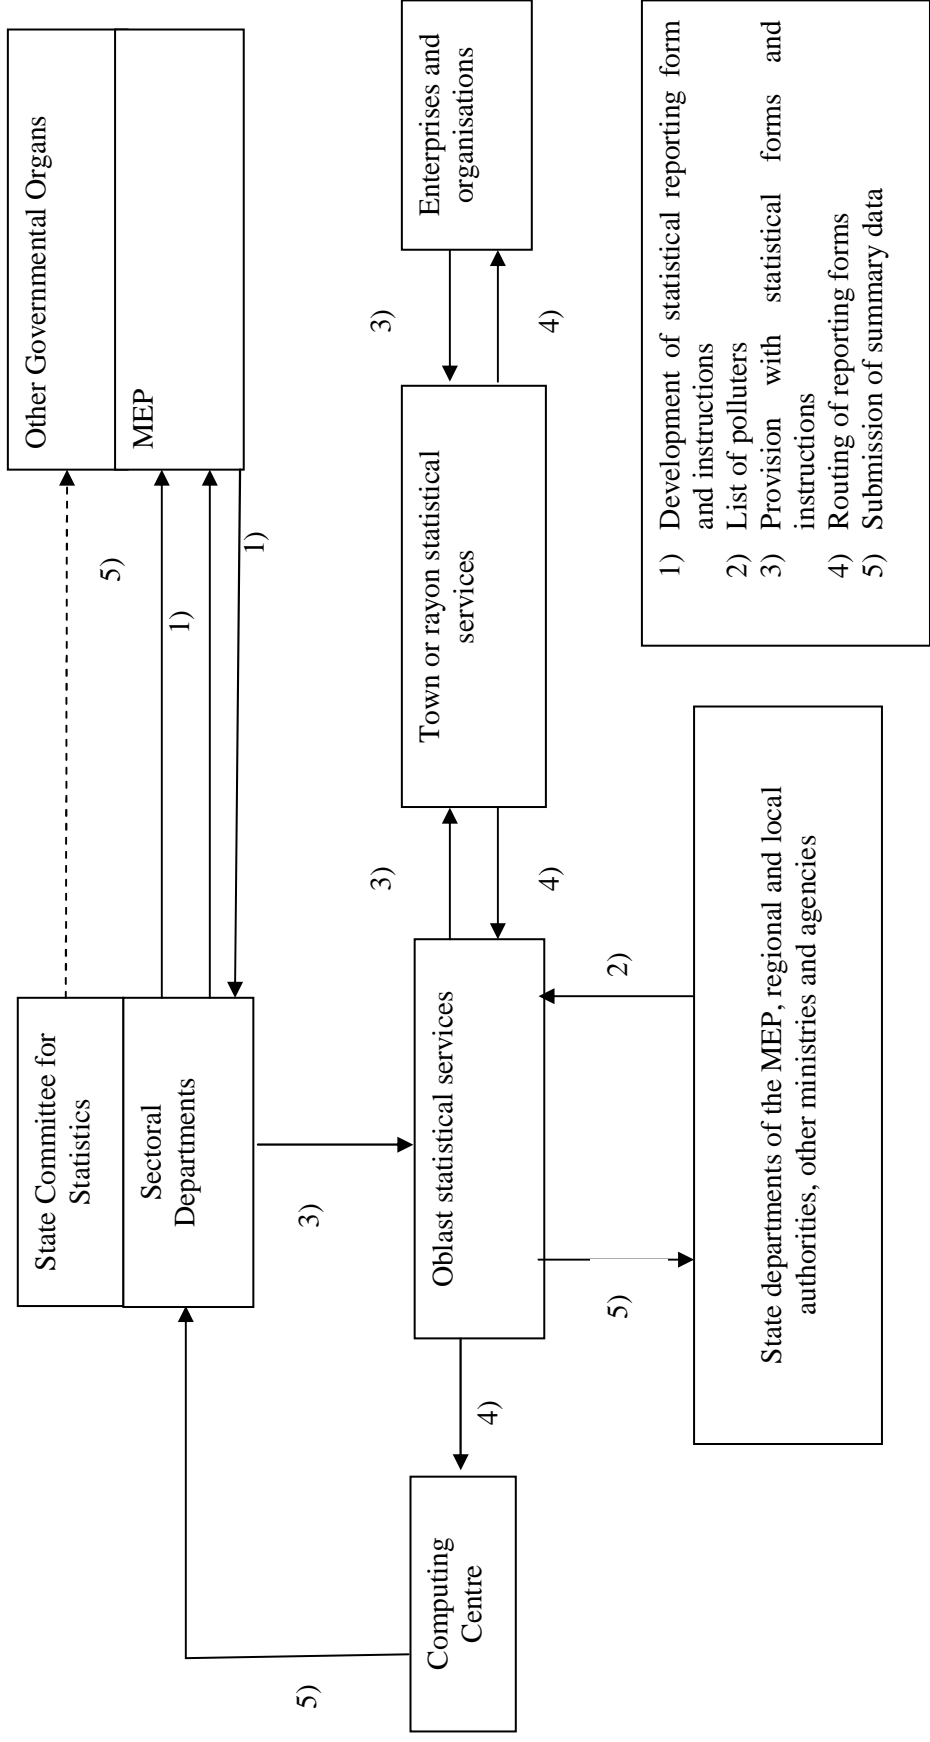 Other Governmental Organs
MEP
State Committee for
Statistics
Sectoral
Departments
5)
1)
1)
5)
3)
Enterprises and
organisations
3)
4)
Town or rayon statistical
services
3)
4)
Oblast statistical services
4)
Computing
Centre
2)
5)
State departments of the MEP, regional and local
authorities, other ministries and agencies
1) Development of statistical reporting form
and instructions
2) List of polluters
3) Provision with statistical forms and
instructions
4) Routing of reporting forms
5) Submission of summary data